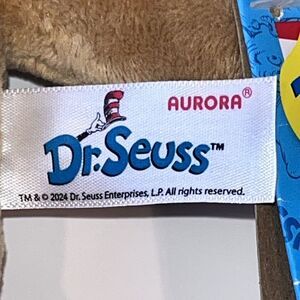 AURORA®
Dr. Seuss™
TM & © 2024 Dr. Seuss Enterprises, L.P. All rights reserved.